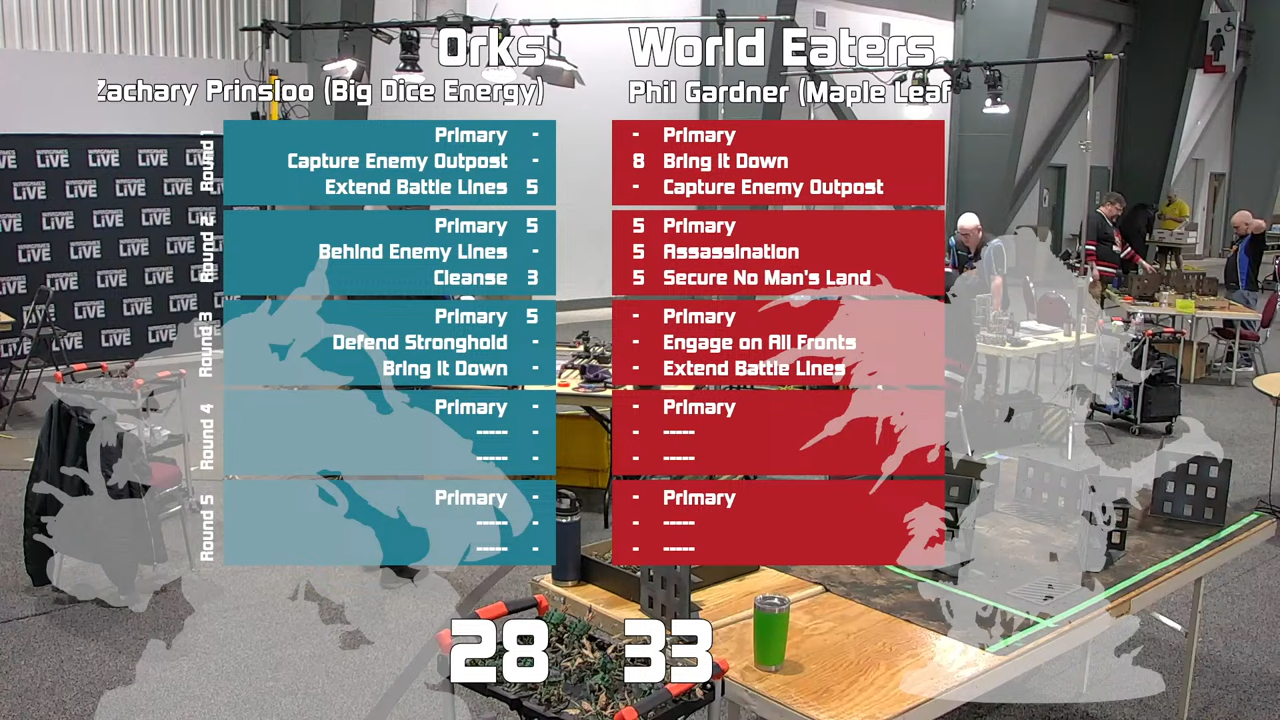 Orks
Zachary Prinsloo (Big Dice Energy)
World Eaters
Phil Gardner (Maple Leaf
Round 1
Primary -
Capture Enemy Outpost -
Extend Battle Lines 5
- Primary
8 Bring It Down
- Capture Enemy Outpost
Round 2
Primary 5
Behind Enemy Lines -
Cleanse 3
5 Primary
5 Assassination
5 Secure No Man's Land
Round 3
Primary 5
Defend Stronghold -
Bring It Down -
- Primary
- Engage on All Fronts
- Extend Battle Lines
Round 4
Primary -
----- -
----- -
- Primary
- -----
- -----
Round 5
Primary -
----- -
----- -
- Primary
- -----
- -----
28
33
LIVE